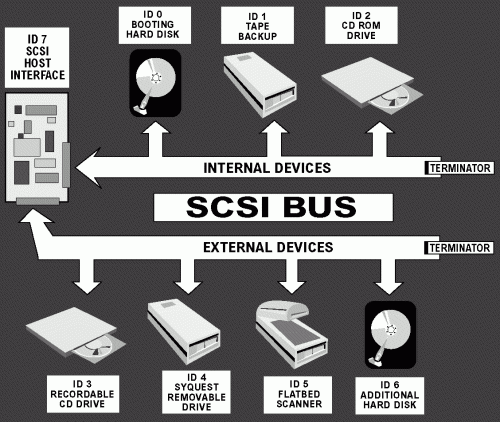 ID 7
SCSI
HOST
INTERFACE
ID 0
BOOTING
HARD DISK
ID 1
TAPE
BACKUP
ID 2
CD ROM
DRIVE
INTERNAL DEVICES
TERMINATOR
SCSI BUS
EXTERNAL DEVICES
TERMINATOR
ID 3
RECORDABLE
CD DRIVE
ID 4
SYQUEST
REMOVABLE
DRIVE
ID 5
FLATBED
SCANNER
ID 6
ADDITIONAL
HARD DISK